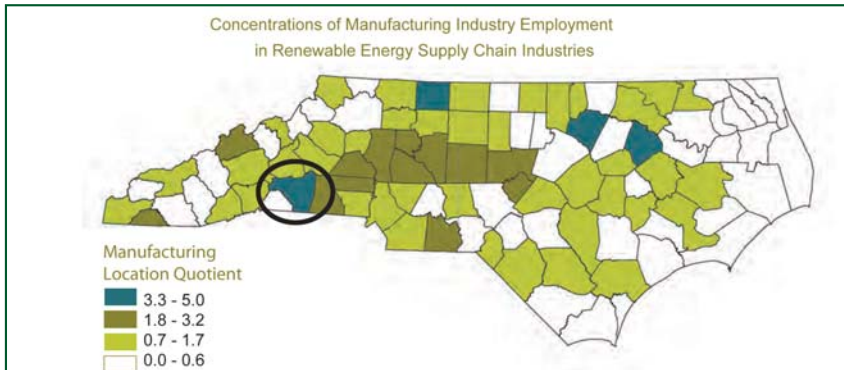 Concentrations of Manufacturing Industry Employment
in Renewable Energy Supply Chain Industries
Manufacturing
Location Quotient
3.3 - 5.0
1.8 - 3.2
0.7 - 1.7
0.0 - 0.6